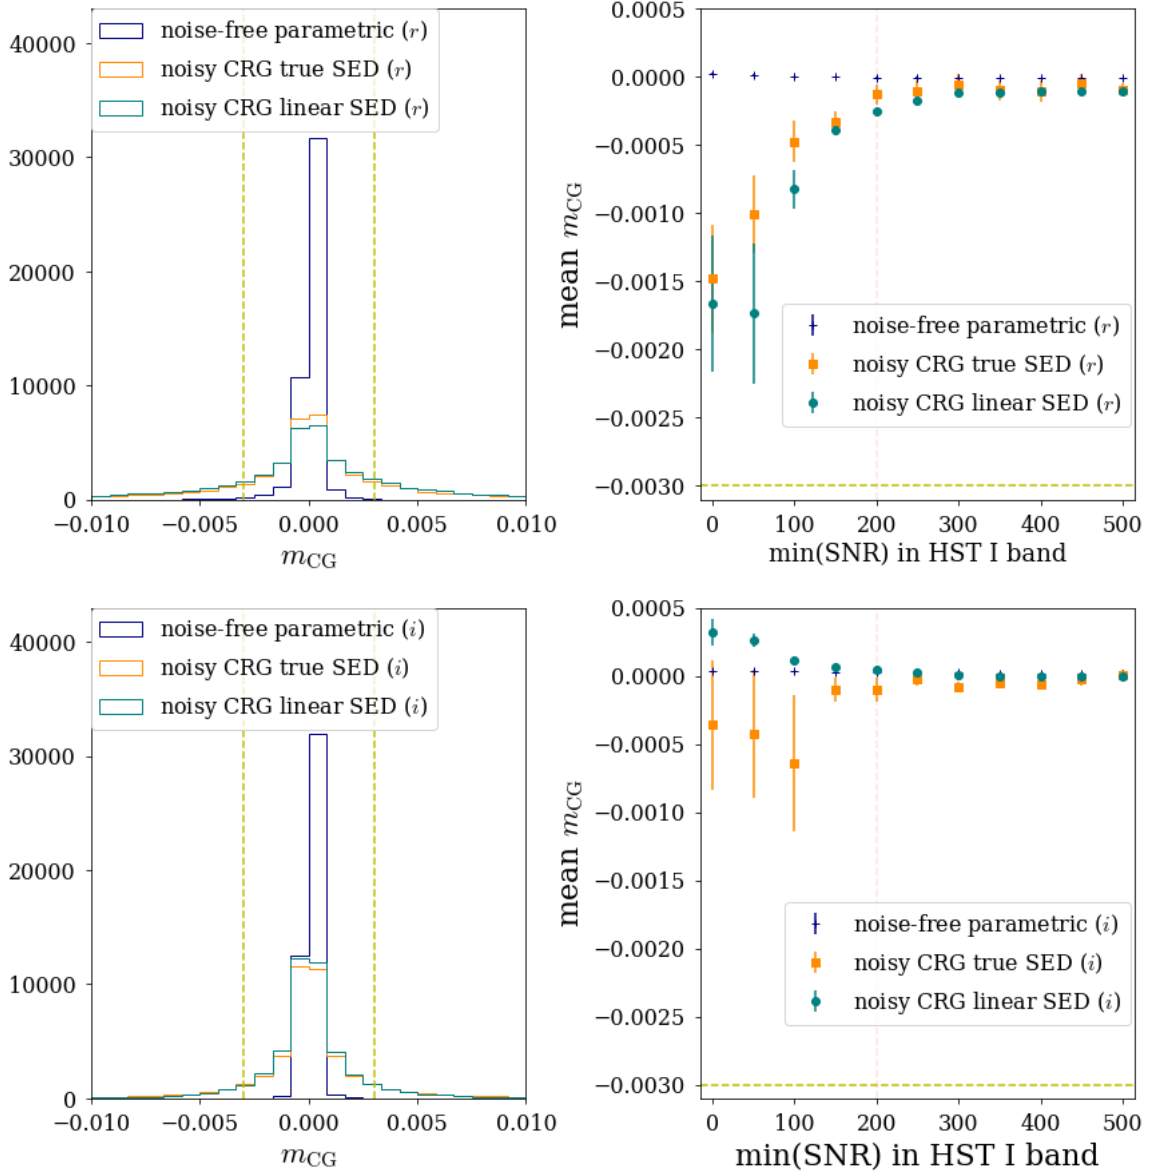 40000
30000
20000
10000
0
noise-free parametric (r)
noisy CRG true SED (r)
noisy CRG linear SED (r)
−0.010 −0.005 0.000 0.005 0.010
m_CG
0.0005
0.0000
−0.0005
−0.0010
−0.0015
−0.0020
−0.0025
−0.0030
mean m_CG
noise-free parametric (r)
noisy CRG true SED (r)
noisy CRG linear SED (r)
0 100 200 300 400 500
min(SNR) in HST I band
40000
30000
20000
10000
0
noise-free parametric (i)
noisy CRG true SED (i)
noisy CRG linear SED (i)
−0.010 −0.005 0.000 0.005 0.010
m_CG
0.0005
0.0000
−0.0005
−0.0010
−0.0015
−0.0020
−0.0025
−0.0030
mean m_CG
noise-free parametric (i)
noisy CRG true SED (i)
noisy CRG linear SED (i)
0 100 200 300 400 500
min(SNR) in HST I band